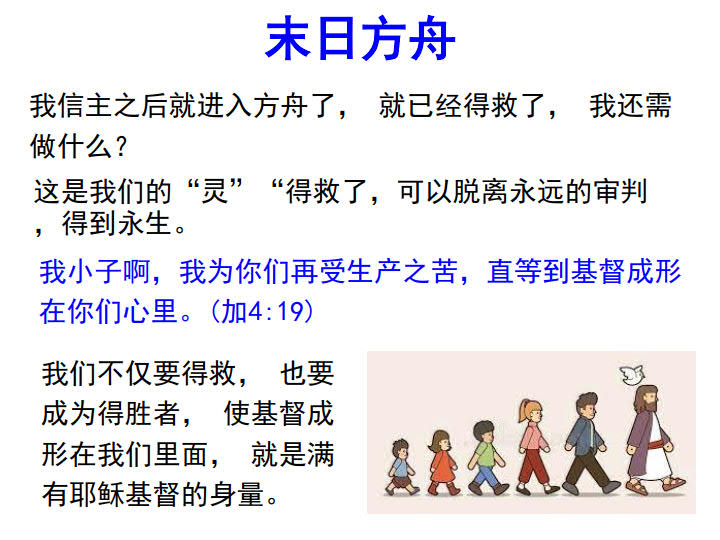 末日方舟
我信主之后就进入方舟了， 就已经得救了， 我还需
做什么？
这是我们的“灵”“得救了，可以脱离永远的审判
，得到永生。
我小子啊，我为你们再受生产之苦，直等到基督成形
在你们心里。(加4:19)
我们不仅要得救， 也要
成为得胜者， 使基督成
形在我们里面， 就是满
有耶稣基督的身量。